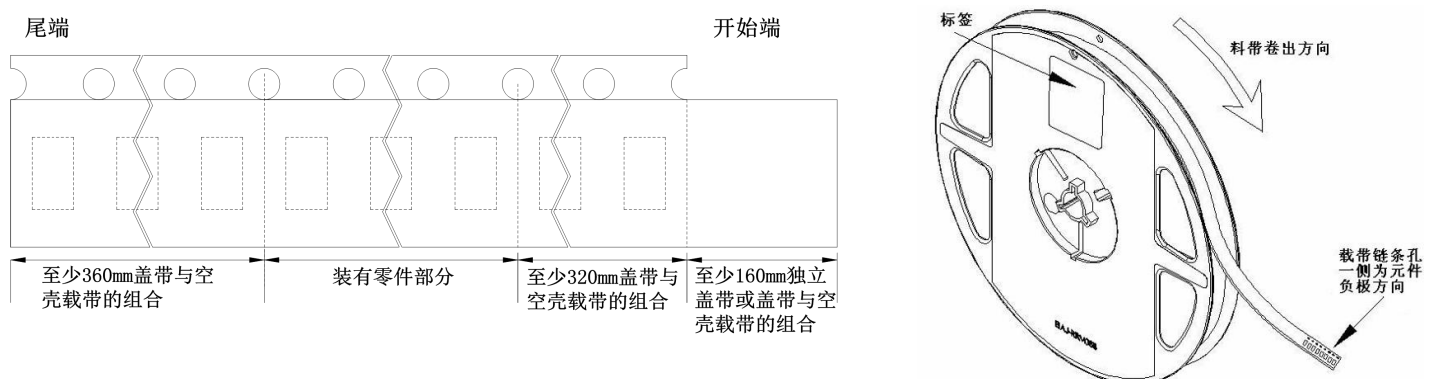 尾端
开始端
至少360mm盖带与空
壳载带的组合
装有零件部分
至少320mm盖带与
空壳载带的组合
至少160mm独立
盖带或盖带与空
壳载带的组合
标签
料带卷出方向
载带链条孔
一侧为元件
负极方向